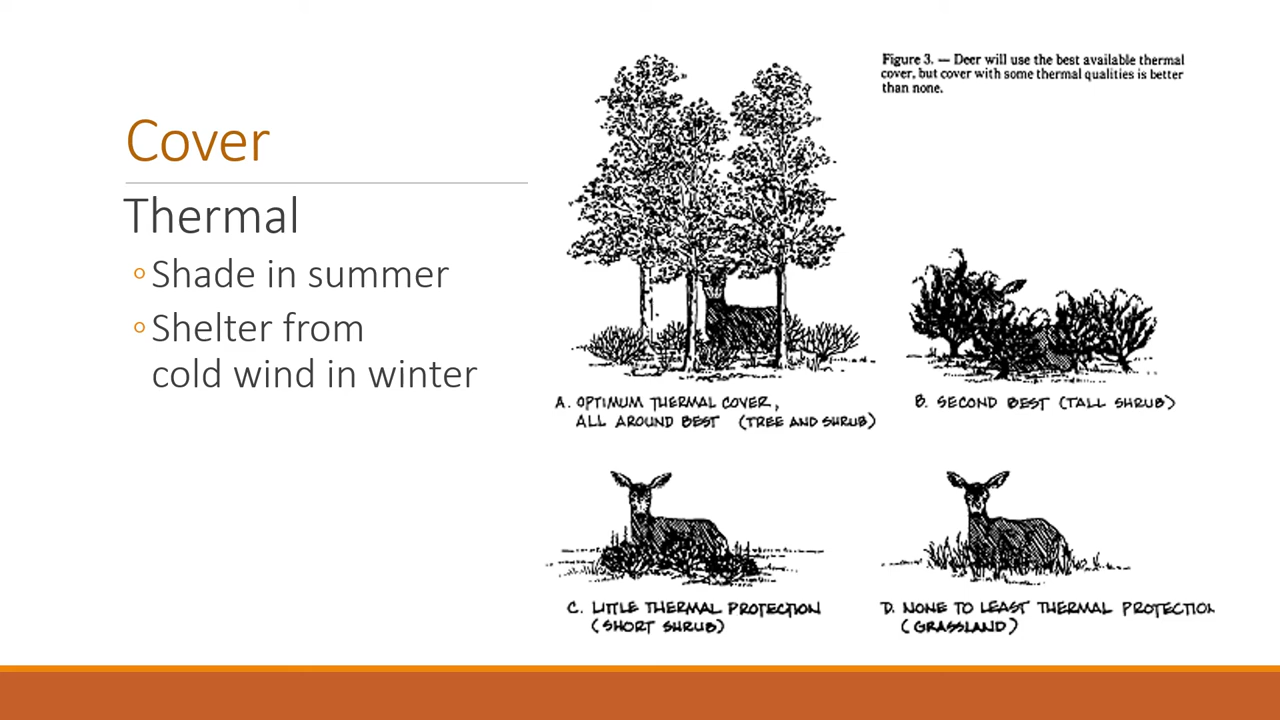 Cover
Thermal
Shade in summer
Shelter from
cold wind in winter
Figure 3. — Deer will use the best available thermal
cover, but cover with some thermal qualities is better
than none.
A. OPTIMUM THERMAL COVER,
ALL AROUND BEST (TREE AND SHRUB)
B. SECOND BEST (TALL SHRUB)
C. LITTLE THERMAL PROTECTION
(SHORT SHRUB)
D. NONE TO LEAST THERMAL PROTECTION
(GRASSLAND)